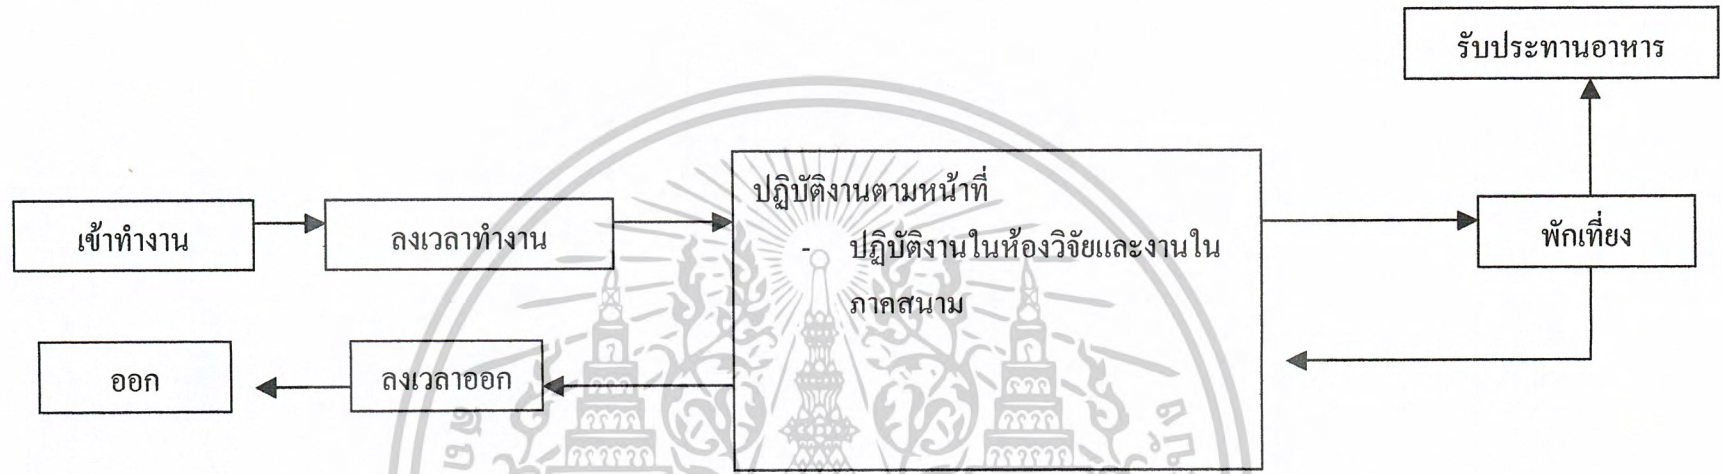 รับประทานอาหาร
เข้าทำงาน
ลงเวลาทำงาน
ปฏิบัติงานตามหน้าที่
- ปฏิบัติงานในห้องวิจัยและงานใน
ภาคสนาม
พักเที่ยง
ออก
ลงเวลาออก